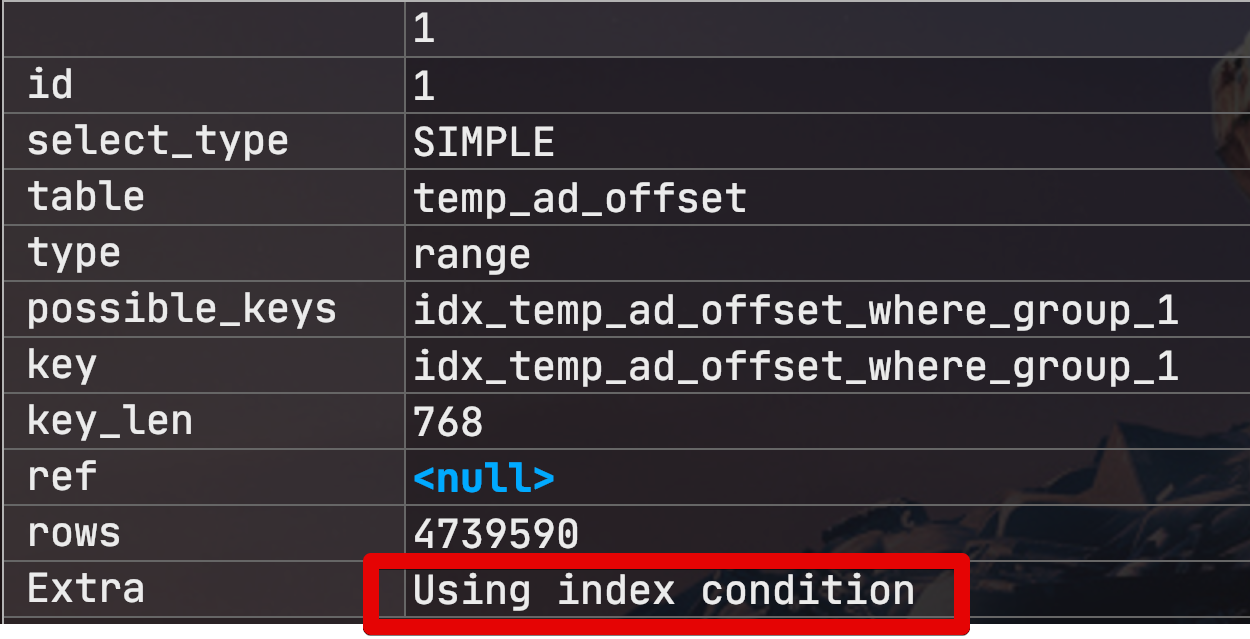 1
id 1
select_type SIMPLE
table temp_ad_offset
type range
possible_keys idx_temp_ad_offset_where_group_1
key idx_temp_ad_offset_where_group_1
key_len 768
ref <null>
rows 4739590
Extra Using index condition